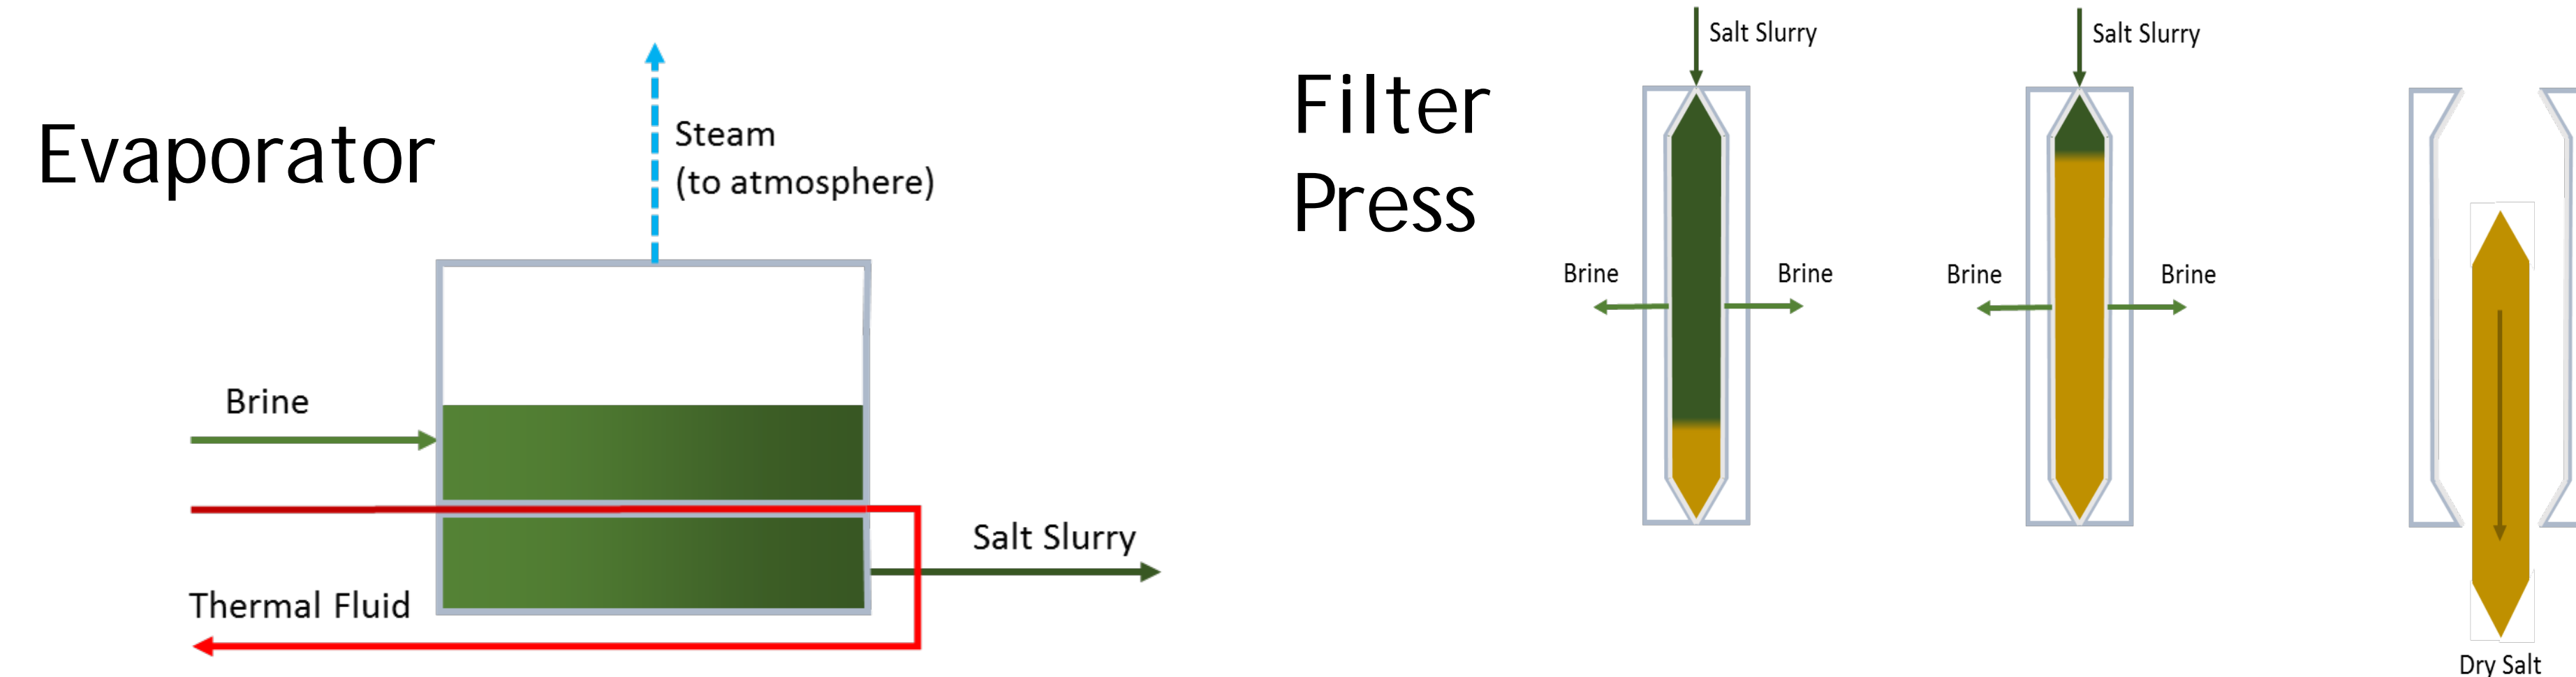 Evaporator
Steam
(to atmosphere)
Brine
Thermal Fluid
Salt Slurry
Filter
Press
Salt Slurry
Brine
Brine
Salt Slurry
Brine
Brine
Dry Salt